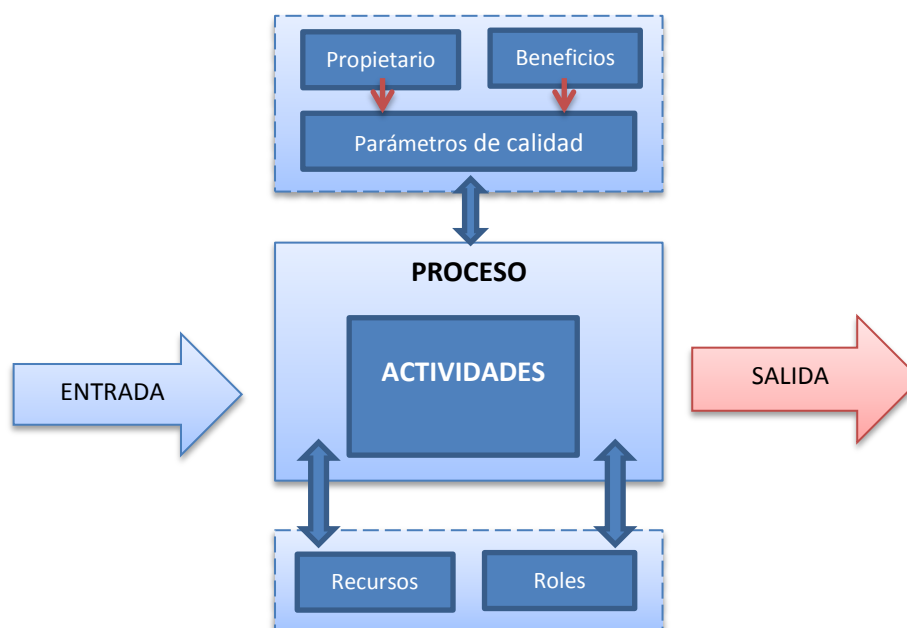 Propietario
Beneficios
Parámetros de calidad
PROCESO
ACTIVIDADES
ENTRADA
SALIDA
Recursos
Roles